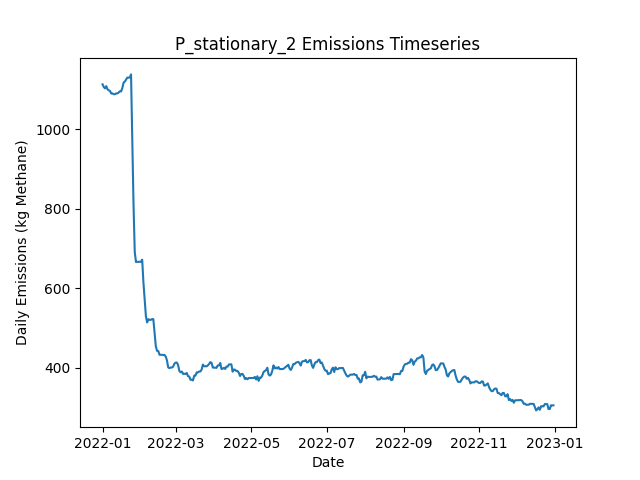 P_stationary_2 Emissions Timeseries
Daily Emissions (kg Methane)
1000
800
600
400
2022-01 2022-03 2022-05 2022-07 2022-09 2022-11 2023-01
Date